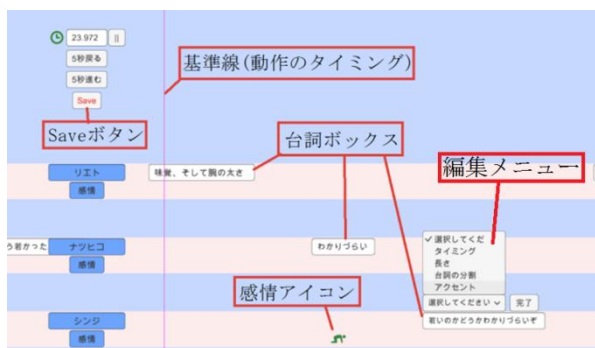 23.972 ||
5秒戻る
5秒進む
Save
基準線(動作のタイミング)
Saveボタン
台詞ボックス
編集メニュー
リエト
味覚、そして腕の太さ
感情
う若かった
ナツヒコ
わかりづらい
感情
✓選択してくだ
タイミング
長さ
台詞の分割
アクセント
選択してください
完了
感情アイコン
シンジ
若いのかどうかわかりづらいぞ
感情